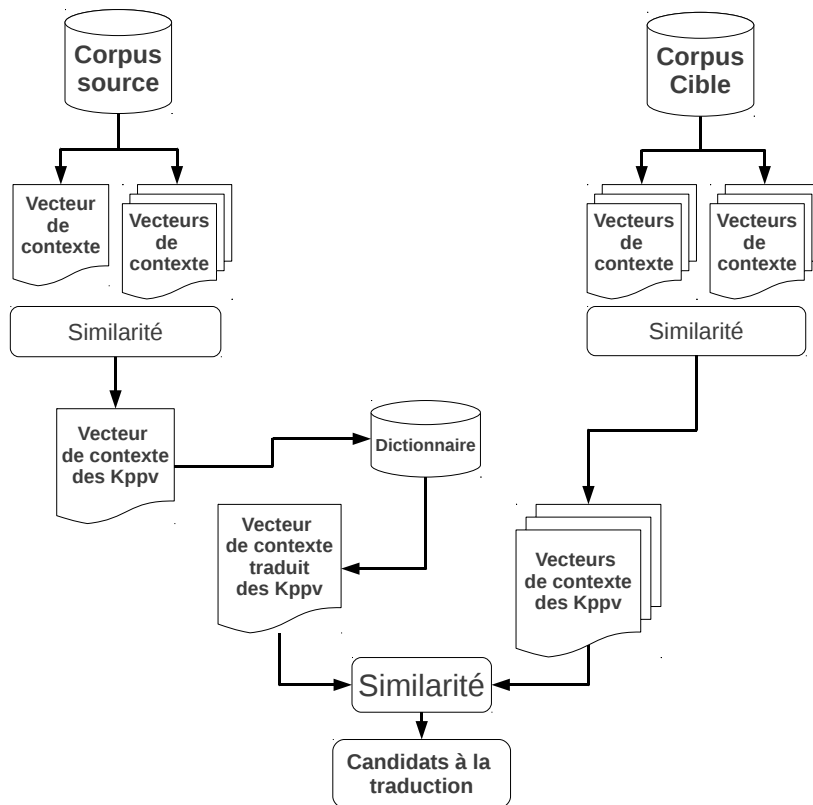 Corpus
source
Corpus
Cible
Vecteur
de
contexte
Vecteurs
de
contexte
Vecteurs
de
contexte
Vecteurs
de
contexte
Similarité
Similarité
Vecteur
de contexte
des Kppv
Dictionnaire
Vecteur
de contexte
traduit
des Kppv
Vecteurs
de contexte
des Kppv
Similarité
Candidats à la
traduction